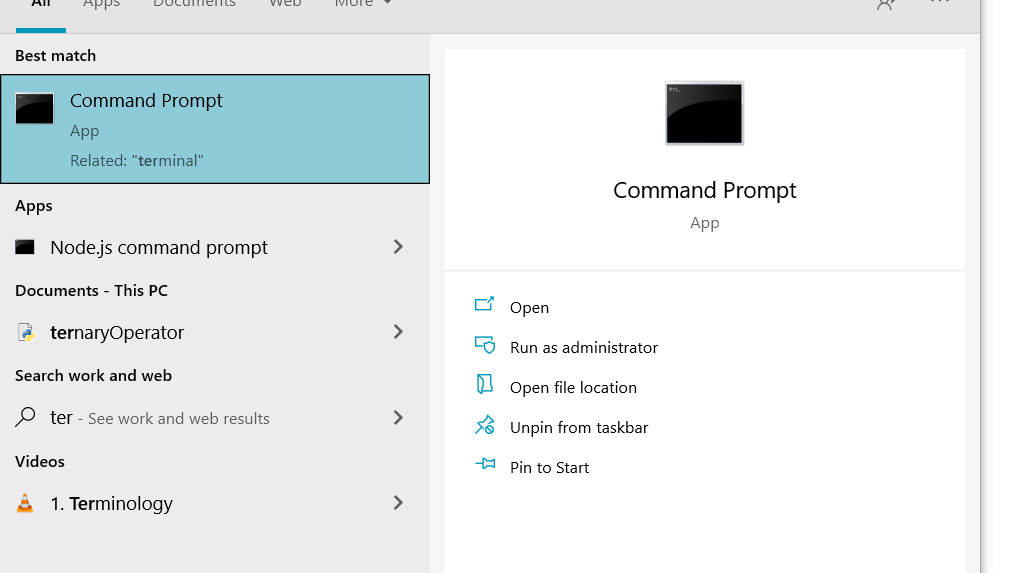 All Apps Documents Web More
Best match
Command Prompt
App
Related: "terminal"
Apps
Node.js command prompt
Documents - This PC
ternaryOperator
Search work and web
ter - See work and web results
Videos
1. Terminology
Command Prompt
App
Open
Run as administrator
Open file location
Unpin from taskbar
Pin to Start